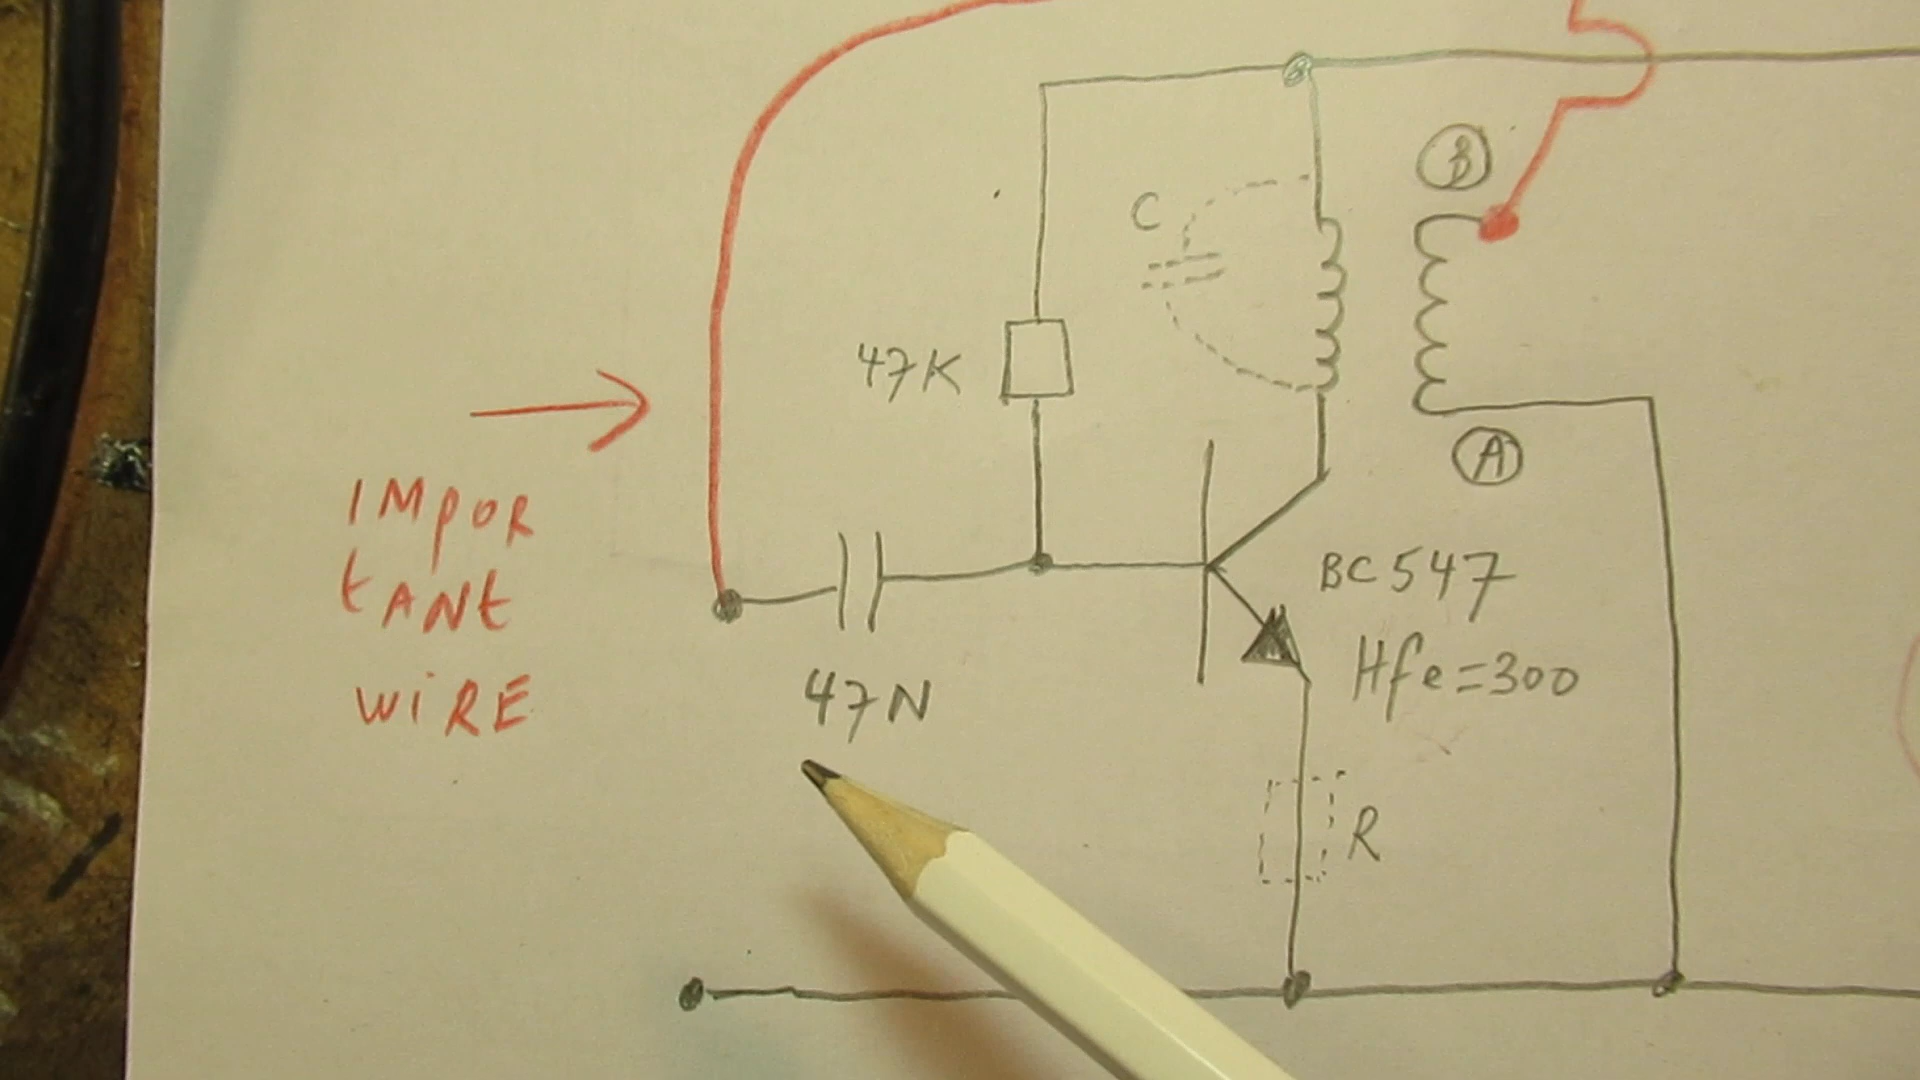 B
C
47K
A
IMPOR
tANt
WiRE
47N
BC547
Hfe=300
R